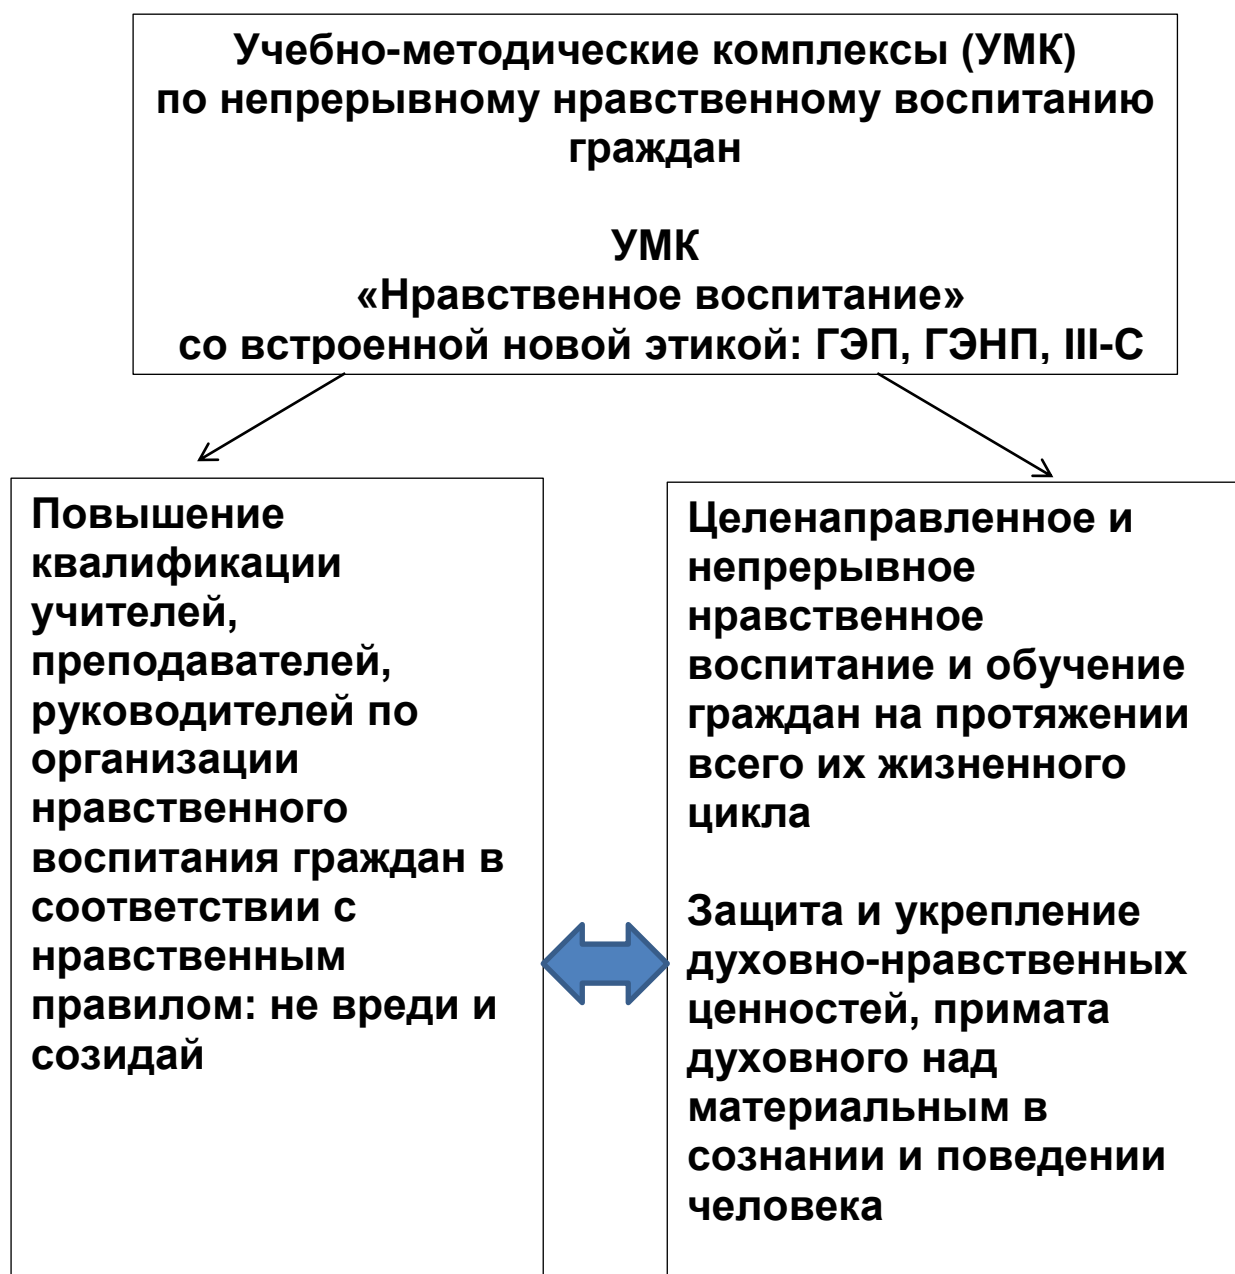 Учебно-методические комплексы (УМК)
по непрерывному нравственному воспитанию
граждан
УМК
«Нравственное воспитание»
со встроенной новой этикой: ГЭП, ГЭНП, III-С
Повышение
квалификации
учителей,
преподавателей,
руководителей по
организации
нравственного
воспитания граждан в
соответствии с
нравственным
правилом: не вреди и
созидай
Целенаправленное и
непрерывное
нравственное
воспитание и обучение
граждан на протяжении
всего их жизненного
цикла
Защита и укрепление
духовно-нравственных
ценностей, примата
духовного над
материальным в
сознании и поведении
человека